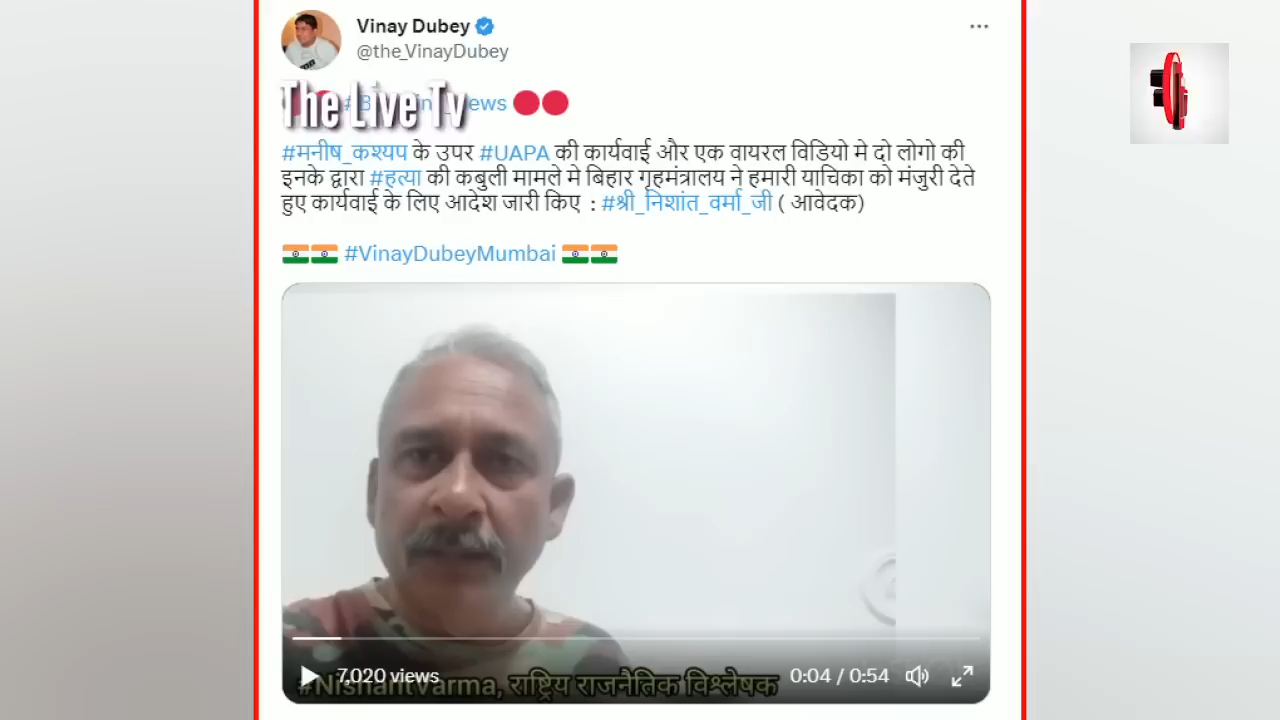 Vinay Dubey
@the_VinayDubey
The Live Tv
#मनीष_कश्यप के उपर #UAPA की कार्यवाई और एक वायरल विडियो मे दो लोगो की
इनके द्वारा #हत्या की कबुली मामले मे बिहार गृहमंत्रालय ने हमारी याचिका को मंजुरी देते
हुए कार्यवाई के लिए आदेश जारी किए : #श्री_निशांत_वर्मा_जी ( आवेदक)
#VinayDubeyMumbai
7,020 views
0:04 / 0:54
#NishantVarma, राष्ट्रिय राजनैतिक विश्लेषक